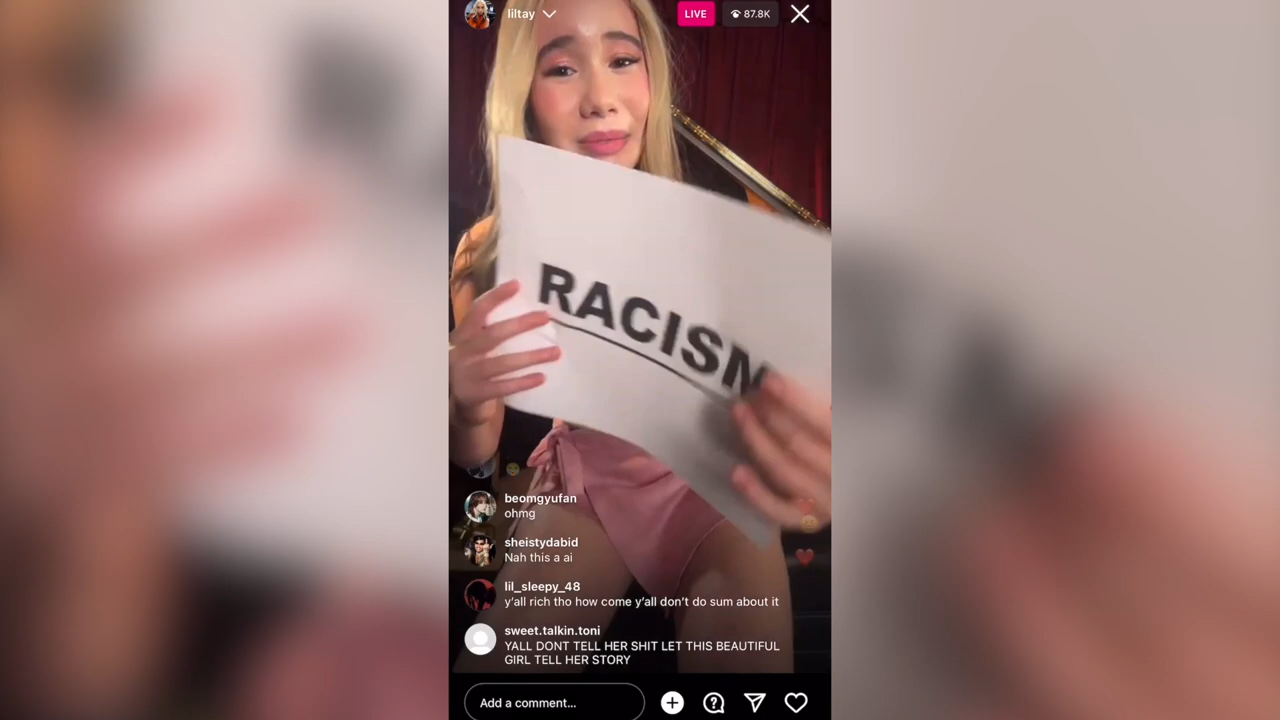 liltay
LIVE
87.8K
RACISM
beomgyufan
ohmg
sheistydabid
Nah this a ai
lil_sleepy_48
y'all rich tho how come y'all don't do sum about it
sweet.talkin.toni
YALL DONT TELL HER SHIT LET THIS BEAUTIFUL
GIRL TELL HER STORY
Add a comment...